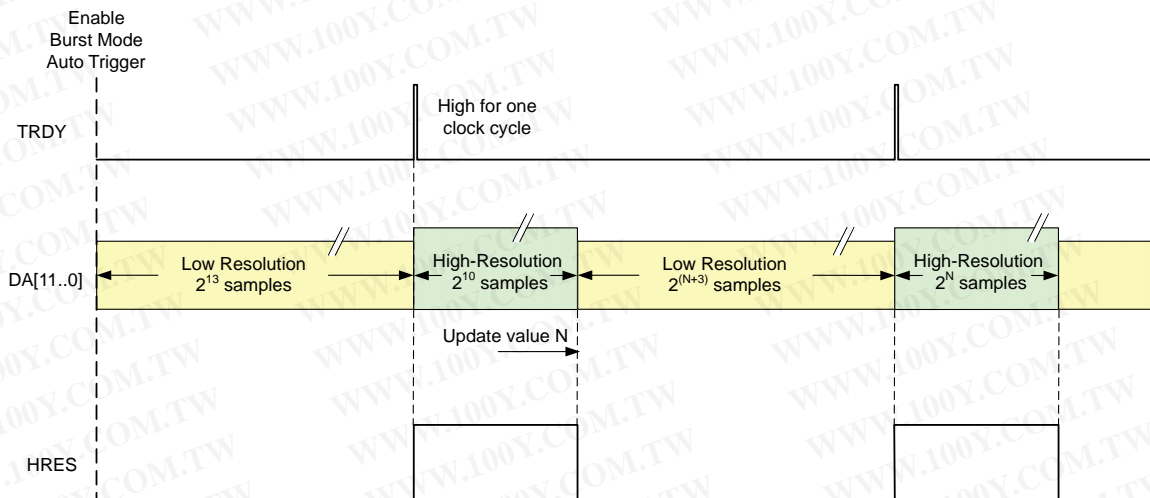 Enable
Burst Mode
Auto Trigger
TRDY
High for one
clock cycle
DA[11..0]
Low Resolution
2^13 samples
High-Resolution
2^10 samples
Low Resolution
2^(N+3) samples
High-Resolution
2^N samples
Update value N
HRES
WWW.100Y.COM.TW